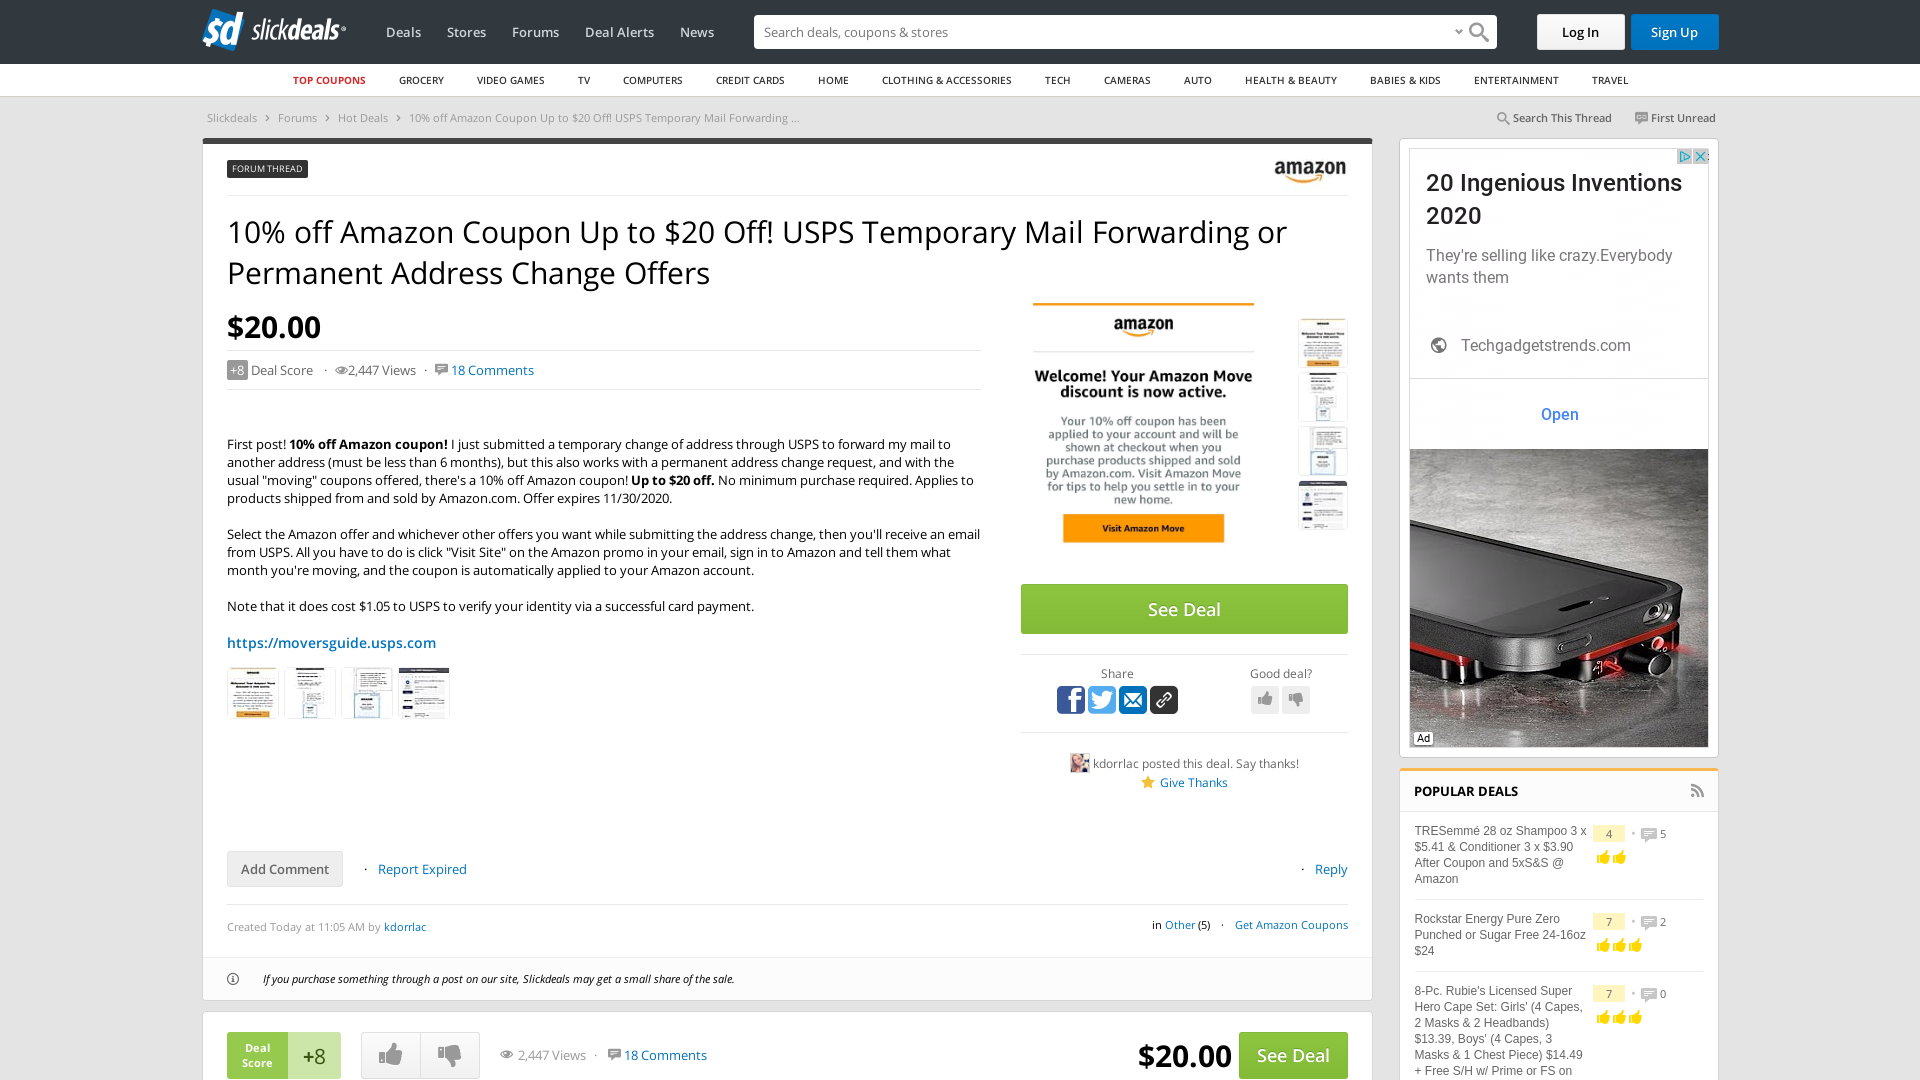 slickdeals
Deals
Stores
Forums
Deal Alerts
News
Search deals, coupons & stores
Log In
Sign Up
TOP COUPONS
GROCERY
VIDEO GAMES
TV
COMPUTERS
CREDIT CARDS
HOME
CLOTHING & ACCESSORIES
TECH
CAMERAS
AUTO
HEALTH & BEAUTY
BABIES & KIDS
ENTERTAINMENT
TRAVEL
Slickdeals › Forums › Hot Deals › 10% off Amazon Coupon Up to $20 Off! USPS Temporary Mail Forwarding ...
Search This Thread
First Unread
FORUM THREAD
amazon
10% off Amazon Coupon Up to $20 Off! USPS Temporary Mail Forwarding or
Permanent Address Change Offers
$20.00
+8 Deal Score · 2,447 Views · 18 Comments
First post! 10% off Amazon coupon! I just submitted a temporary change of address through USPS to forward my mail to
another address (must be less than 6 months), but this also works with a permanent address change request, and with the
usual "moving" coupons offered, there's a 10% off Amazon coupon! Up to $20 off. No minimum purchase required. Applies to
products shipped from and sold by Amazon.com. Offer expires 11/30/2020.
Select the Amazon offer and whichever other offers you want while submitting the address change, then you'll receive an email
from USPS. All you have to do is click "Visit Site" on the Amazon promo in your email, sign in to Amazon and tell them what
month you're moving, and the coupon is automatically applied to your Amazon account.
Note that it does cost $1.05 to USPS to verify your identity via a successful card payment.
https://moversguide.usps.com
amazon
Welcome! Your Amazon Move
discount is now active.
Your 10% off coupon has been
applied to your account and will be
shown at checkout when you
purchase products shipped and sold
by Amazon.com. Visit Amazon Move
for tips to help you settle in to your
new home.
Visit Amazon Move
See Deal
Share
Good deal?
kdorrlac posted this deal. Say thanks!
Give Thanks
Add Comment
· Report Expired
· Reply
Created Today at 11:05 AM by kdorrlac
in Other (5) · Get Amazon Coupons
If you purchase something through a post on our site, Slickdeals may get a small share of the sale.
Deal
Score
+8
2,447 Views · 18 Comments
$20.00
See Deal
20 Ingenious Inventions
2020
They're selling like crazy.Everybody
wants them
Techgadgetstrends.com
Open
Ad
POPULAR DEALS
TRESemmé 28 oz Shampoo 3 x
$5.41 & Conditioner 3 x $3.90
After Coupon and 5xS&S @
Amazon
4
5
Rockstar Energy Pure Zero
Punched or Sugar Free 24-16oz
$24
7
2
8-Pc. Rubie's Licensed Super
Hero Cape Set: Girls' (4 Capes,
2 Masks & 2 Headbands)
$13.39, Boys' (4 Capes, 3
Masks & 1 Chest Piece) $14.49
+ Free S/H w/ Prime or FS on
7
0